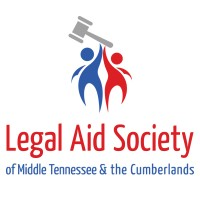 Legal Aid Society
of Middle Tennessee & the Cumberlands